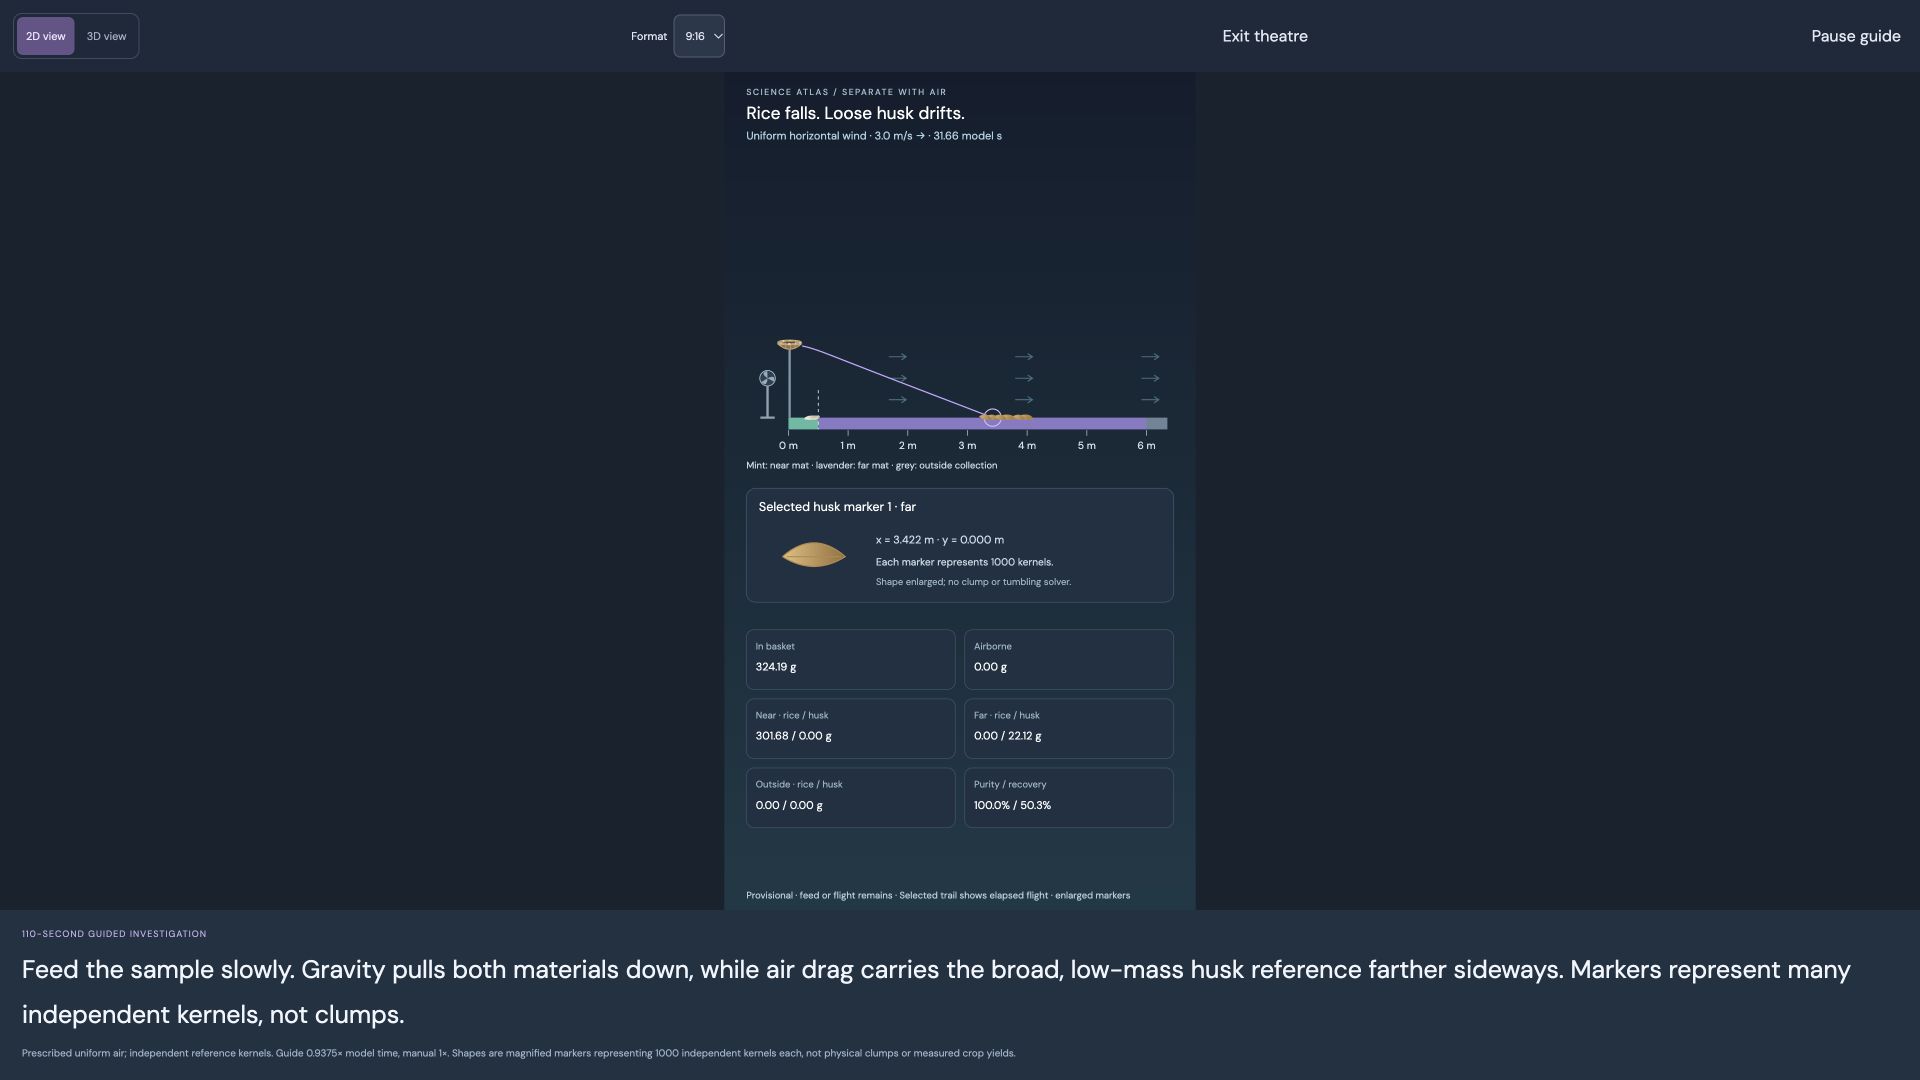 2D view
3D view
Format
9:16
Exit theatre
Pause guide
SCIENCE ATLAS / SEPARATE WITH AIR
Rice falls. Loose husk drifts.
Uniform horizontal wind · 3.0 m/s → · 31.66 model s
0 m
1 m
2 m
3 m
4 m
5 m
6 m
Mint: near mat · lavender: far mat · grey: outside collection
Selected husk marker 1 · far
x = 3.422 m · y = 0.000 m
Each marker represents 1000 kernels.
Shape enlarged; no clump or tumbling solver.
In basket
324.19 g
Airborne
0.00 g
Near · rice / husk
301.68 / 0.00 g
Far · rice / husk
0.00 / 22.12 g
Outside · rice / husk
0.00 / 0.00 g
Purity / recovery
100.0% / 50.3%
Provisional · feed or flight remains · Selected trail shows elapsed flight · enlarged markers
110-SECOND GUIDED INVESTIGATION
Feed the sample slowly. Gravity pulls both materials down, while air drag carries the broad, low-mass husk reference farther sideways. Markers represent many
independent kernels, not clumps.
Prescribed uniform air; independent reference kernels. Guide 0.9375× model time, manual 1×. Shapes are magnified markers representing 1000 independent kernels each, not physical clumps or measured crop yields.